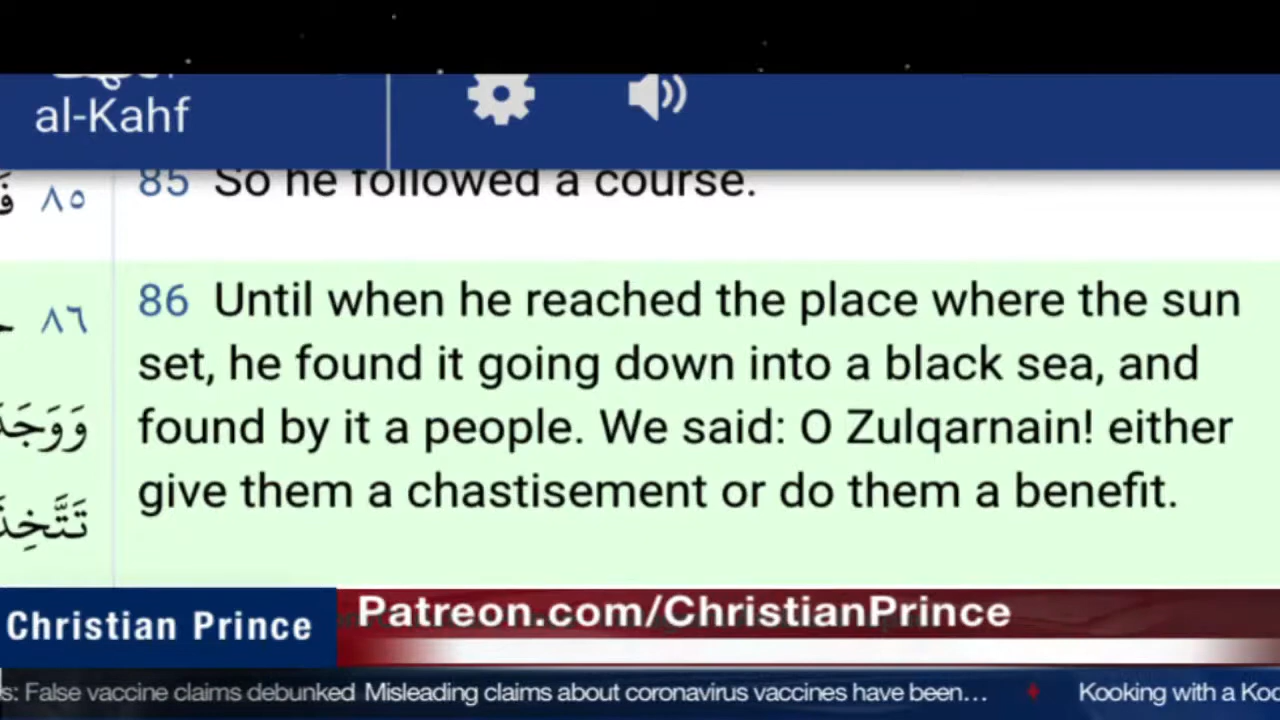 al-Kahf
85 So he followed a course. ٨٥
86 Until when he reached the place where the sun ٨٦
set, he found it going down into a black sea, and
found by it a people. We said: O Zulqarnain! either
give them a chastisement or do them a benefit.
Christian Prince
Patreon.com/ChristianPrince
s: False vaccine claims debunked Misleading claims about coronavirus vaccines have been… Kooking with a Koo